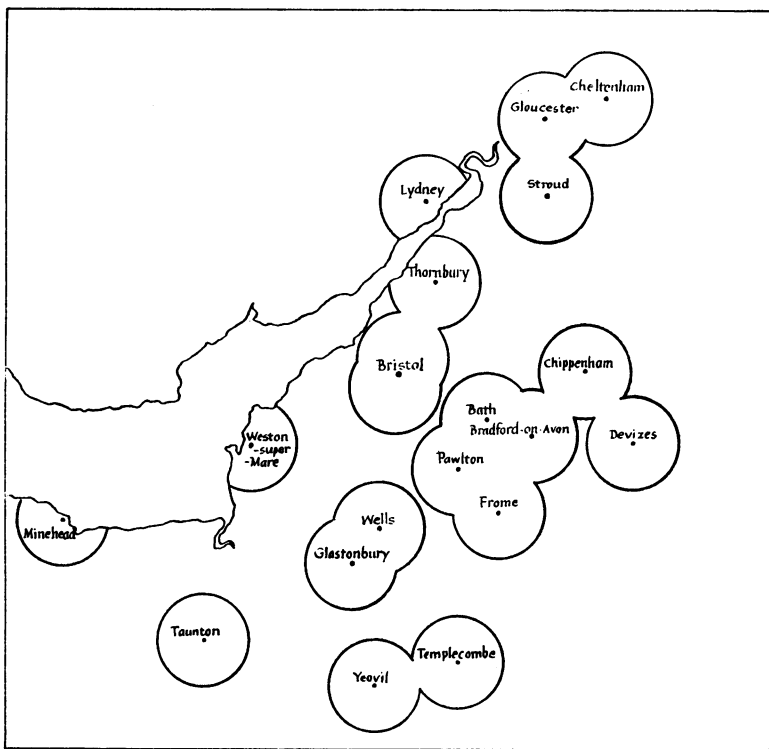 Cheltenham
Gloucester
Stroud
Lydney
Thornbury
Bristol
Chippenham
Bath
Bradford-on-Avon
Devizes
Weston
-super
-Mare
Pawlton
Frome
Wells
Minehead
Glastonbury
Taunton
Templecombe
Yeovil